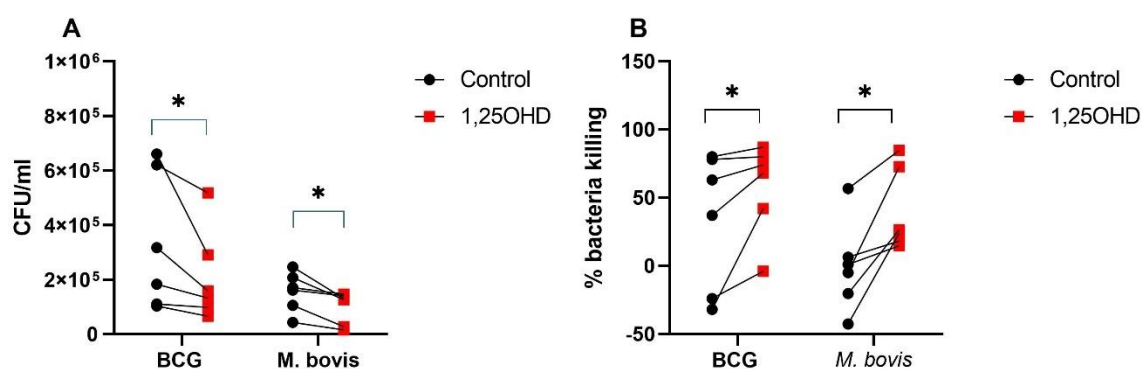 A
CFU/ml
1×10⁶
8×10⁵
6×10⁵
4×10⁵
2×10⁵
0
*
*
BCG
M. bovis
Control
1,25OHD
B
% bacteria killing
150
100
50
0
-50
*
*
BCG
M. bovis
Control
1,25OHD